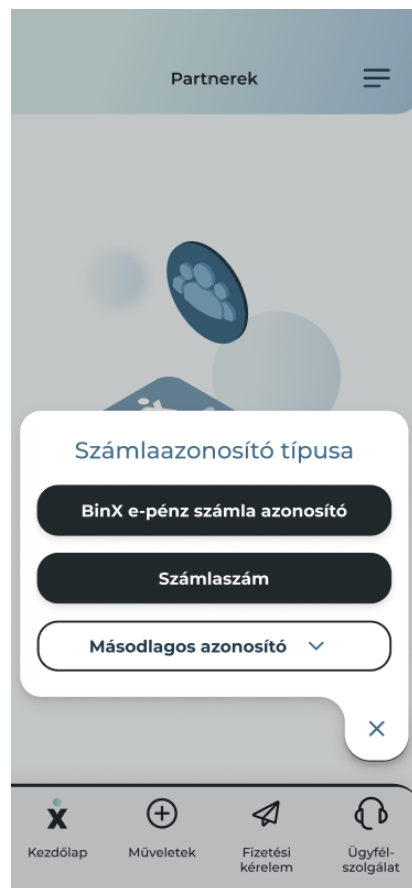 Partnerek
Számlaazonosító típusa
BinX e-pénz számla azonosító
Számlaszám
Másodlagos azonosító
Kezdőlap
Műveletek
Fizetési
kérelem
Ügyfél-
szolgálat